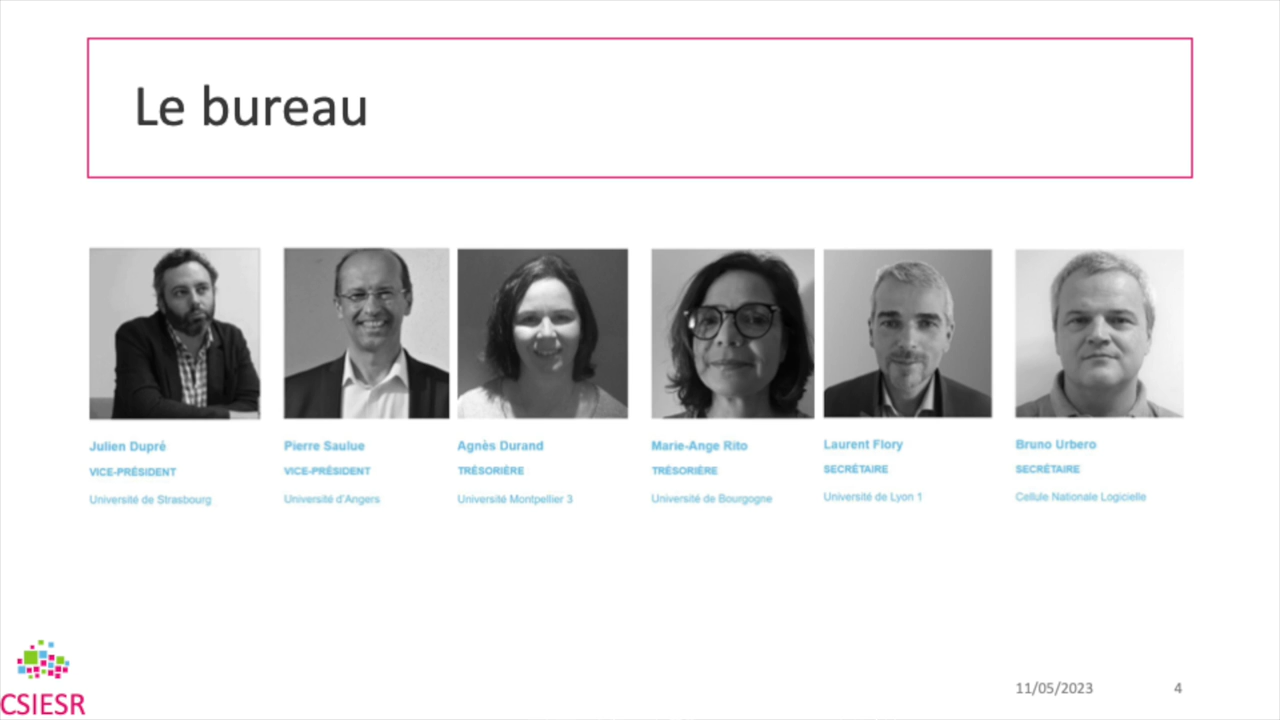 Le bureau
Julien Dupré
VICE-PRÉSIDENT
Université de Strasbourg
Pierre Saulue
VICE-PRÉSIDENT
Université d'Angers
Agnès Durand
TRÉSORIÈRE
Université Montpellier 3
Marie-Ange Rito
TRÉSORIÈRE
Université de Bourgogne
Laurent Flory
SECRÉTAIRE
Université de Lyon 1
Bruno Urbero
SECRÉTAIRE
Cellule Nationale Logicielle
CSIESR
11/05/2023
4